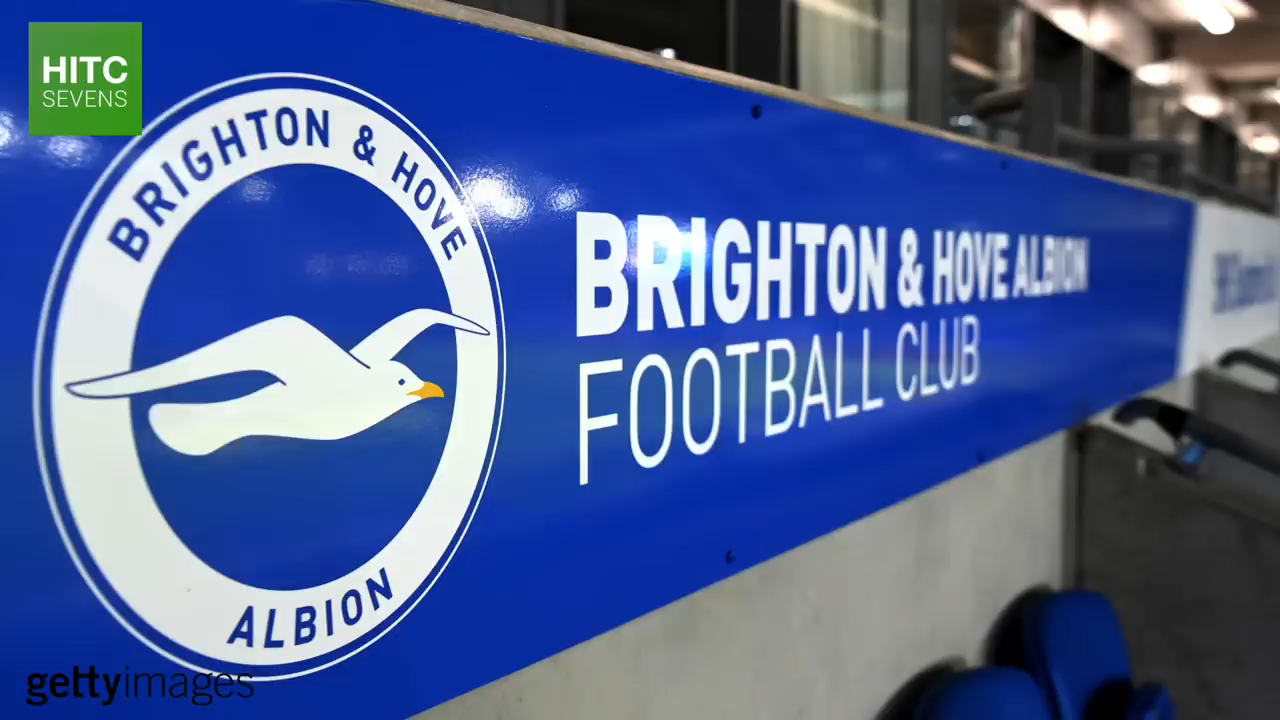 HITC
SEVENS
BRIGHTON & HOVE
ALBION
BRIGHTON & HOVE ALBION
FOOTBALL CLUB
gettyimages